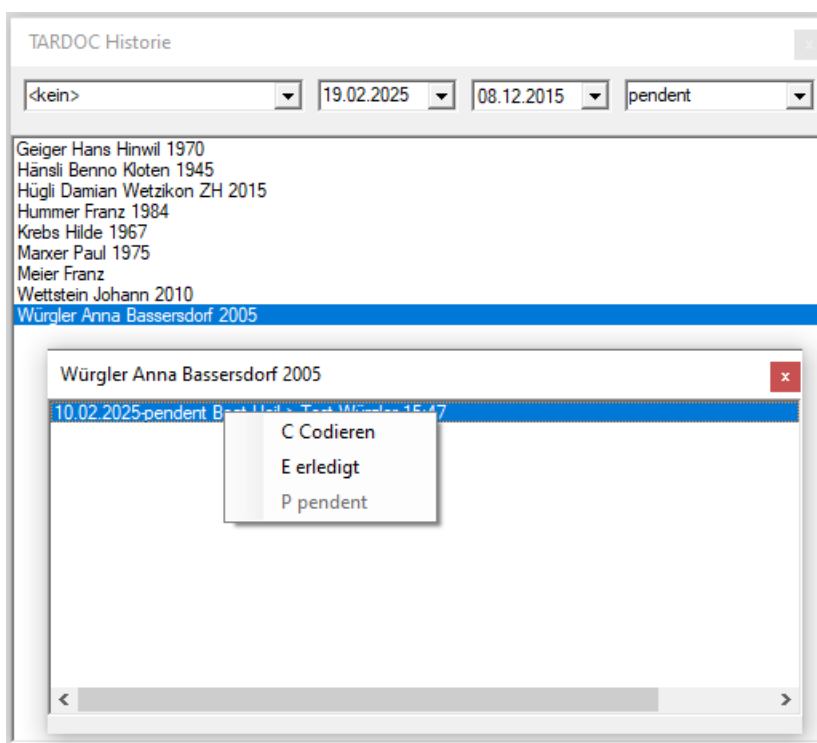 TARDOC Historie
x
<kein> 19.02.2025 08.12.2015 pendent
Geiger Hans Hinwil 1970
Hänsli Benno Kloten 1945
Hügli Damian Wetzikon ZH 2015
Hummer Franz 1984
Krebs Hilde 1967
Marxer Paul 1975
Meier Franz
Wettstein Johann 2010
Würgler Anna Bassersdorf 2005
Würgler Anna Bassersdorf 2005
x
10.02.2025-pendent
C Codieren
E erledigt
P pendent